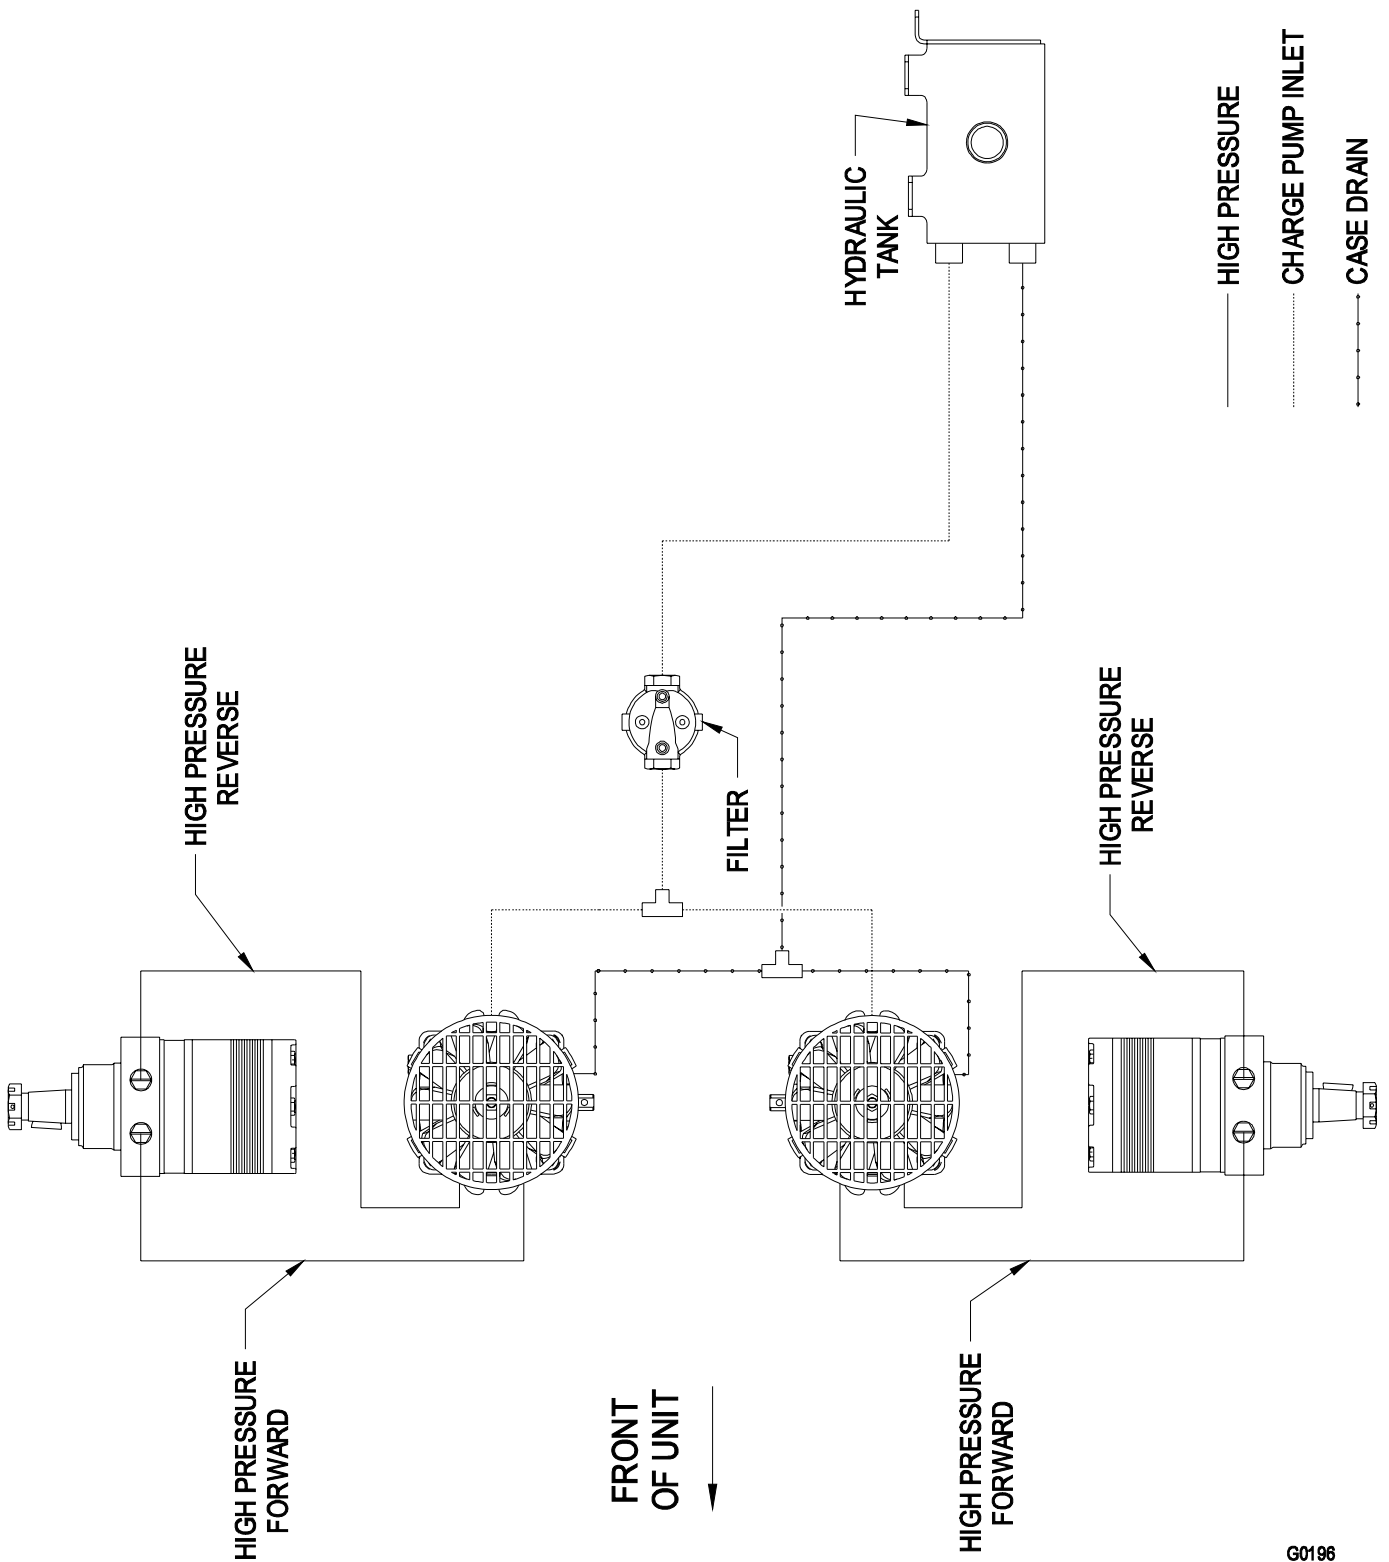 HYDRAULIC
TANK
HIGH PRESSURE
CHARGE PUMP INLET
CASE DRAIN
HIGH PRESSURE
REVERSE
FILTER
HIGH PRESSURE
REVERSE
HIGH PRESSURE
FORWARD
FRONT
OF UNIT
HIGH PRESSURE
FORWARD
G0196